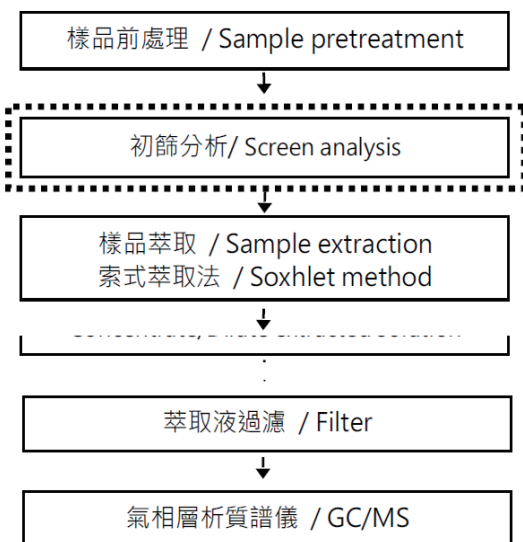 樣品前處理 / Sample pretreatment
初篩分析/ Screen analysis
樣品萃取 / Sample extraction
索式萃取法 / Soxhlet method
萃取液過濾 / Filter
氣相層析質譜儀 / GC/MS